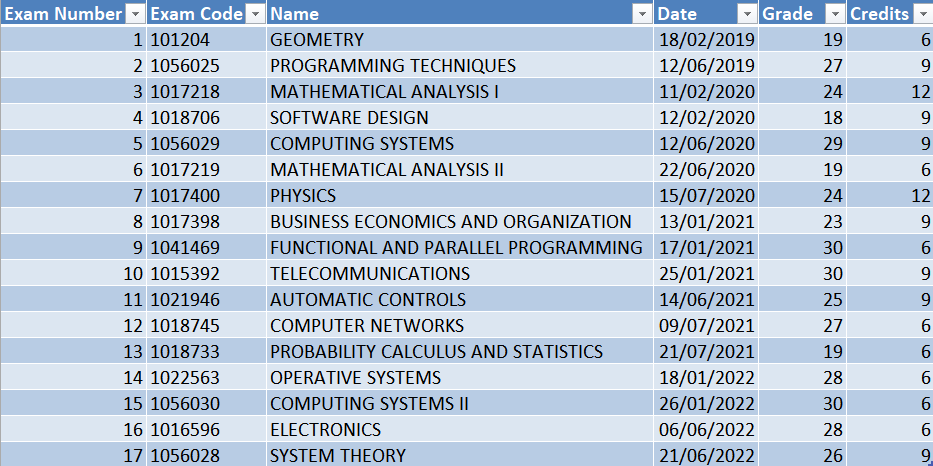 Exam Number Exam Code Name Date Grade Credits
1 101204 GEOMETRY 18/02/2019 19 6
2 1056025 PROGRAMMING TECHNIQUES 12/06/2019 27 9
3 1017218 MATHEMATICAL ANALYSIS I 11/02/2020 24 12
4 1018706 SOFTWARE DESIGN 12/02/2020 18 9
5 1056029 COMPUTING SYSTEMS 12/06/2020 29 9
6 1017219 MATHEMATICAL ANALYSIS II 22/06/2020 19 6
7 1017400 PHYSICS 15/07/2020 24 12
8 1017398 BUSINESS ECONOMICS AND ORGANIZATION 13/01/2021 23 9
9 1041469 FUNCTIONAL AND PARALLEL PROGRAMMING 17/01/2021 30 6
10 1015392 TELECOMMUNICATIONS 25/01/2021 30 9
11 1021946 AUTOMATIC CONTROLS 14/06/2021 25 9
12 1018745 COMPUTER NETWORKS 09/07/2021 27 6
13 1018733 PROBABILITY CALCULUS AND STATISTICS 21/07/2021 19 6
14 1022563 OPERATIVE SYSTEMS 18/01/2022 28 6
15 1056030 COMPUTING SYSTEMS II 26/01/2022 30 6
16 1016596 ELECTRONICS 06/06/2022 28 6
17 1056028 SYSTEM THEORY 21/06/2022 26 9